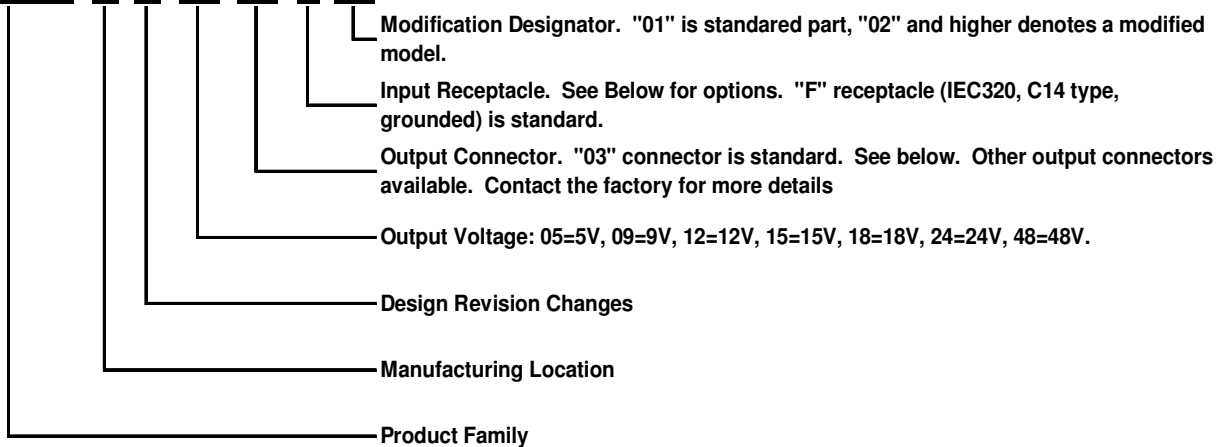 Modification Designator. "01" is standared part, "02" and higher denotes a modified
model.
Input Receptacle. See Below for options. "F" receptacle (IEC320, C14 type,
grounded) is standard.
Output Connector. "03" connector is standard. See below. Other output connectors
available. Contact the factory for more details
Output Voltage: 05=5V, 09=9V, 12=12V, 15=15V, 18=18V, 24=24V, 48=48V.
Design Revision Changes
Manufacturing Location
Product Family